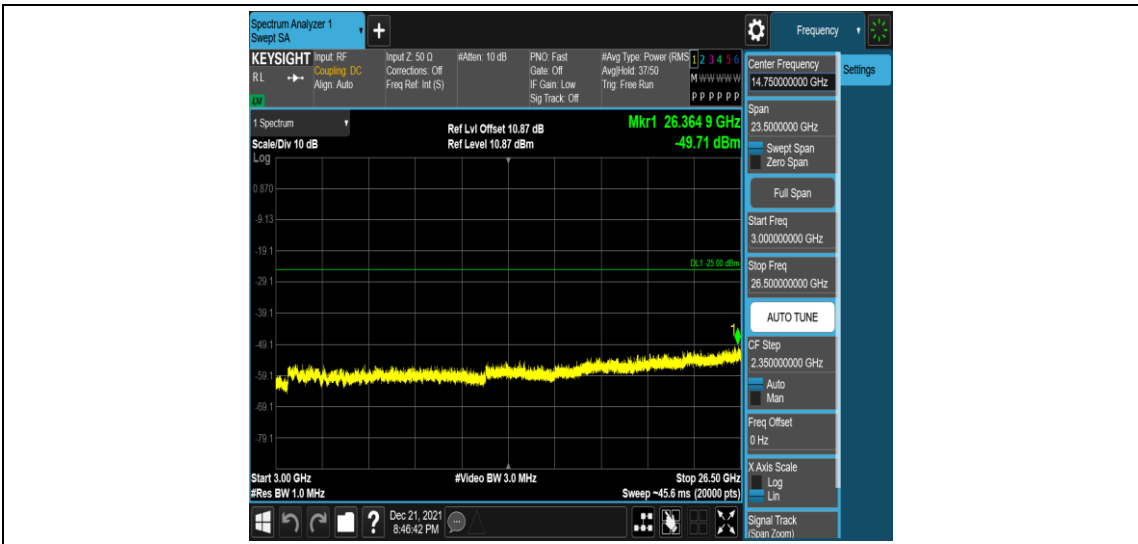 Spectrum Analyzer 1
Swept SA
+
Frequency
KEYSIGHT
RL
LXI
Input: RF
Coupling: DC
Align: Auto
Input Z: 50 Ω
Corrections: Off
Freq Ref: Int (S)
#Atten: 10 dB
PNO: Fast
Gate: Off
IF Gain: Low
Sig Track: Off
#Avg Type: Power (RMS
Avg|Hold: 37/50
Trig: Free Run
1 2 3 4 5 6
M W W W W W
P P P P P P
Center Frequency
14.750000000 GHz
Settings
Span
23.5000000 GHz
Swept Span
Zero Span
Full Span
Start Freq
3.000000000 GHz
Stop Freq
26.500000000 GHz
AUTO TUNE
CF Step
2.350000000 GHz
Auto
Man
Freq Offset
0 Hz
X Axis Scale
Log
Lin
Signal Track
(Span Zoom)
1 Spectrum
Scale/Div 10 dB
Log
Ref Lvl Offset 10.87 dB
Ref Level 10.87 dBm
Mkr1 26.364 9 GHz
-49.71 dBm
0.870
-9.13
-19.1
DL1 -25.00 dBm
-29.1
-39.1
1
-49.1
-59.1
-69.1
-79.1
Start 3.00 GHz
#Res BW 1.0 MHz
#Video BW 3.0 MHz
Stop 26.50 GHz
Sweep ~45.6 ms (20000 pts)
?
Dec 21, 2021
8:46:42 PM